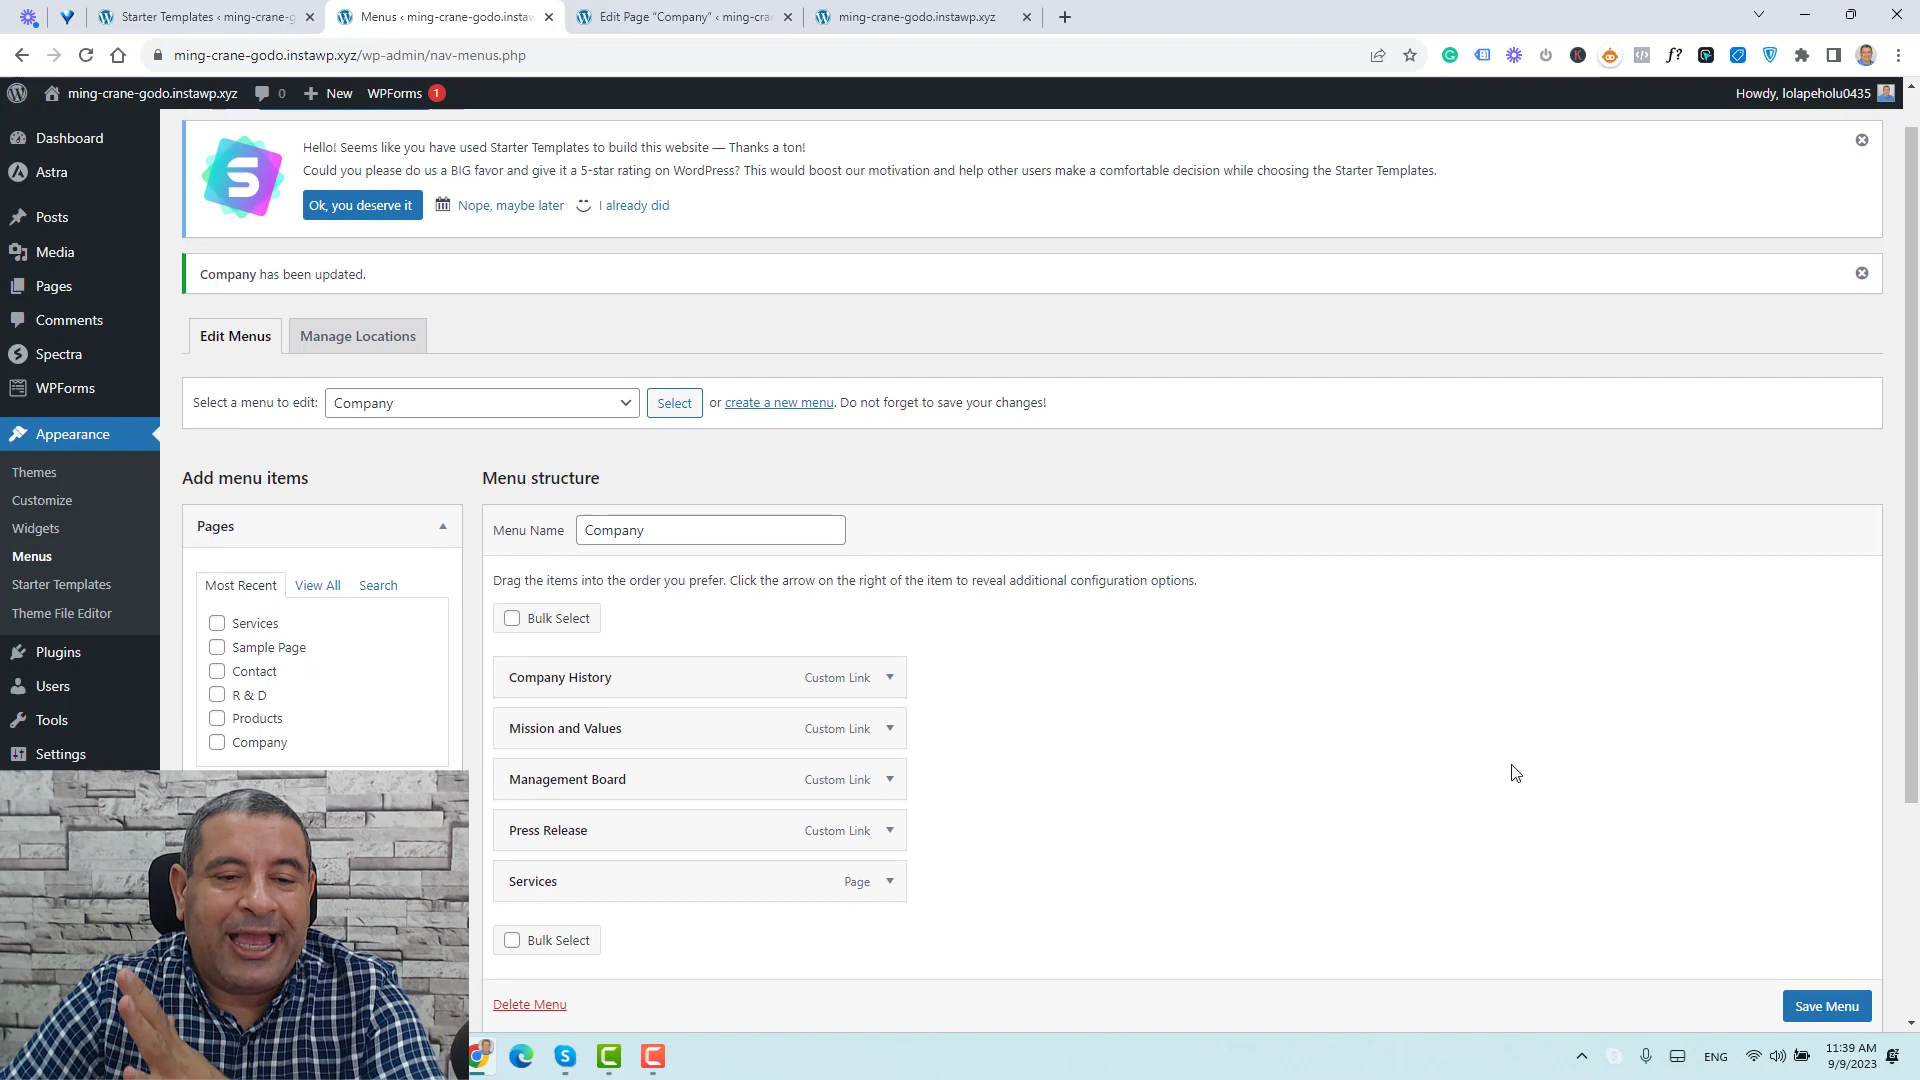 Starter Templates ‹ ming-crane-g
Menus ‹ ming-crane-godo.instaw
Edit Page “Company” ‹ ming-cra
ming-crane-godo.instawp.xyz
ming-crane-godo.instawp.xyz/wp-admin/nav-menus.php
f?
ming-crane-godo.instawp.xyz
0
New
WPForms
1
Howdy, lolapeholu0435
Dashboard
Astra
Posts
Media
Pages
Comments
Spectra
WPForms
Appearance
Themes
Customize
Widgets
Menus
Starter Templates
Theme File Editor
Plugins
Users
Tools
Settings
S
Hello! Seems like you have used Starter Templates to build this website — Thanks a ton!
Could you please do us a BIG favor and give it a 5-star rating on WordPress? This would boost our motivation and help other users make a comfortable decision while choosing the Starter Templates.
Ok, you deserve it
Nope, maybe later
I already did
Company has been updated.
Edit Menus
Manage Locations
Select a menu to edit:
Company
Select
or create a new menu. Do not forget to save your changes!
Add menu items
Pages
Most Recent
View All
Search
Services
Sample Page
Contact
R & D
Products
Company
Menu structure
Menu Name
Company
Drag the items into the order you prefer. Click the arrow on the right of the item to reveal additional configuration options.
Bulk Select
Company History
Custom Link
Mission and Values
Custom Link
Management Board
Custom Link
Press Release
Custom Link
Services
Page
Bulk Select
Delete Menu
Save Menu
ENG
11:39 AM
9/9/2023